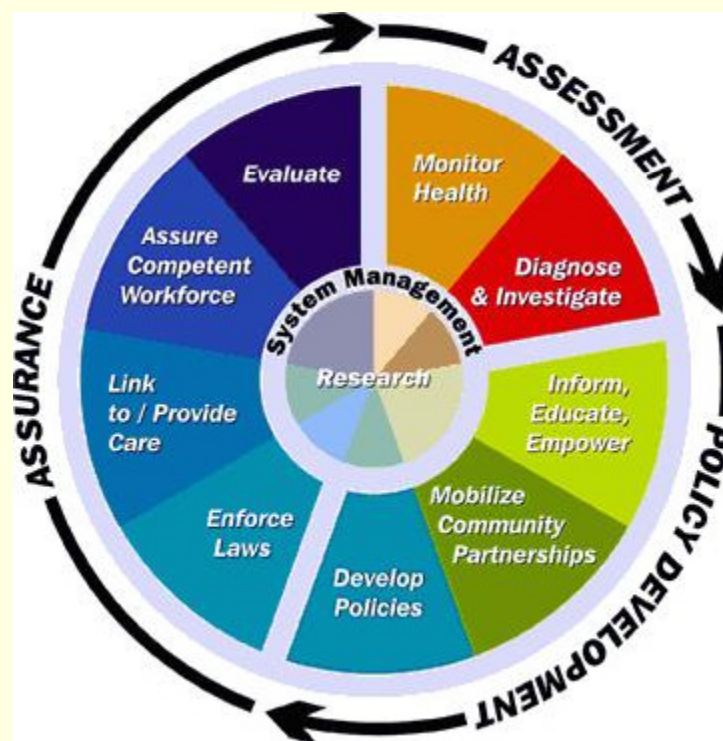 ASSESSMENT
POLICY DEVELOPMENT
ASSURANCE
Monitor
Health
Diagnose
& Investigate
Inform,
Educate,
Empower
Mobilize
Community
Partnerships
Develop
Policies
Enforce
Laws
Link
to / Provide
Care
Assure
Competent
Workforce
Evaluate
System Management
Research